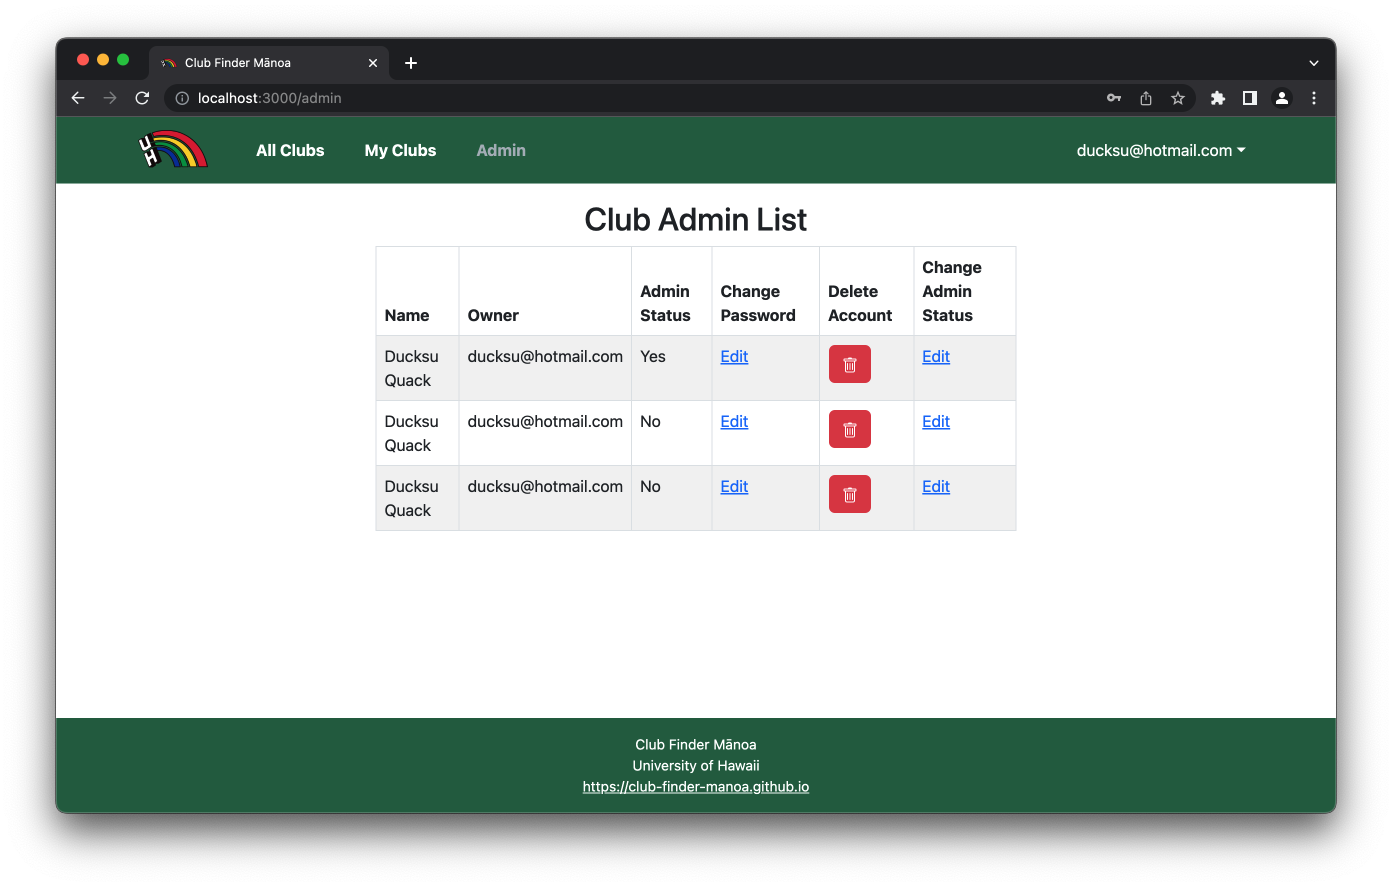 Club Finder Mānoa
localhost:3000/admin
UH
All Clubs My Clubs Admin ducksu@hotmail.com
Club Admin List
Name Owner Admin Status Change Password Delete Account Change Admin Status
Ducksu Quack ducksu@hotmail.com Yes Edit Edit
Ducksu Quack ducksu@hotmail.com No Edit Edit
Ducksu Quack ducksu@hotmail.com No Edit Edit
Club Finder Mānoa
University of Hawaii
https://club-finder-manoa.github.io